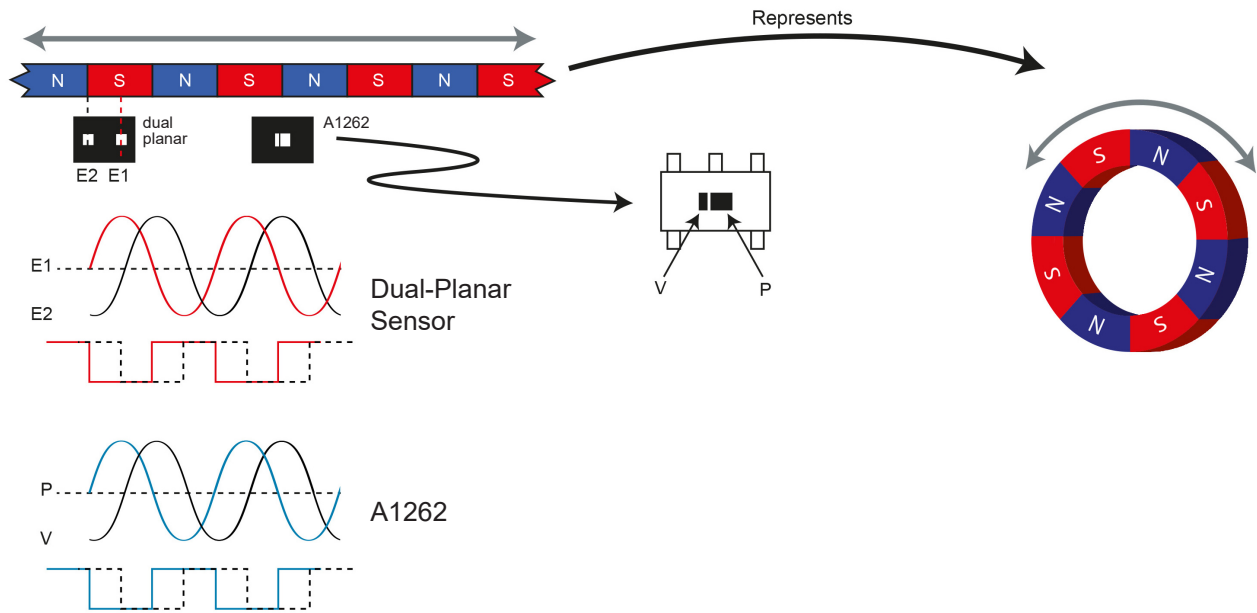 Represents
N S N S N S N S
dual
planar
A1262
E2 E1
V P
S N S N S N S N
E1
E2
Dual-Planar
Sensor
P
V
A1262